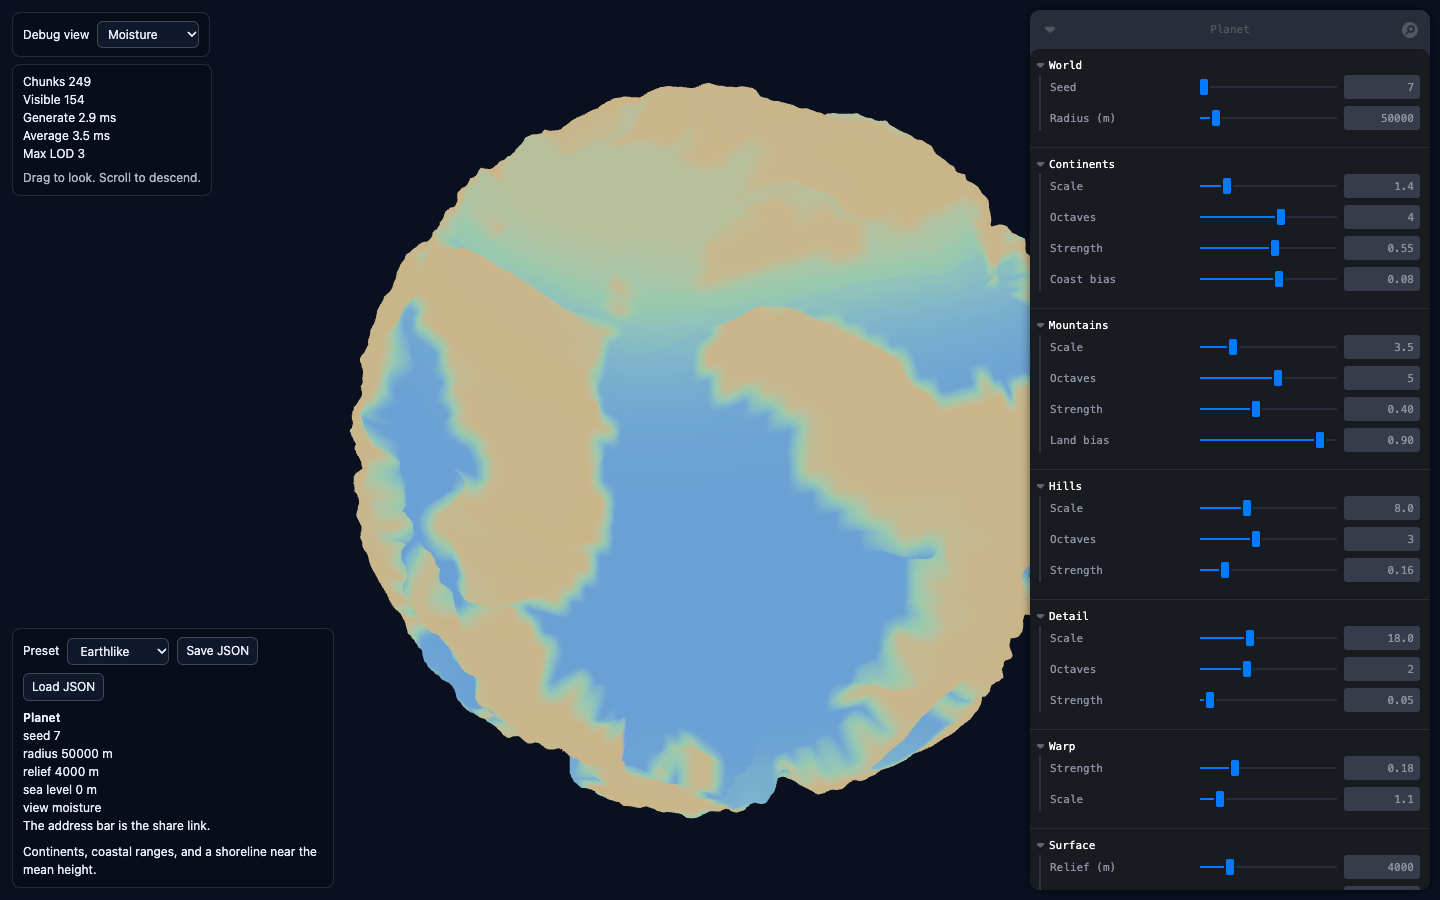 Debug view Moisture
Chunks 249
Visible 154
Generate 2.9 ms
Average 3.5 ms
Max LOD 3
Drag to look. Scroll to descend.
Preset Earthlike Save JSON
Load JSON
Planet
seed 7
radius 50000 m
relief 4000 m
sea level 0 m
view moisture
The address bar is the share link.
Continents, coastal ranges, and a shoreline near the
mean height.
Planet
World
Seed 7
Radius (m) 50000
Continents
Scale 1.4
Octaves 4
Strength 0.55
Coast bias 0.08
Mountains
Scale 3.5
Octaves 5
Strength 0.40
Land bias 0.90
Hills
Scale 8.0
Octaves 3
Strength 0.16
Detail
Scale 18.0
Octaves 2
Strength 0.05
Warp
Strength 0.18
Scale 1.1
Surface
Relief (m) 4000